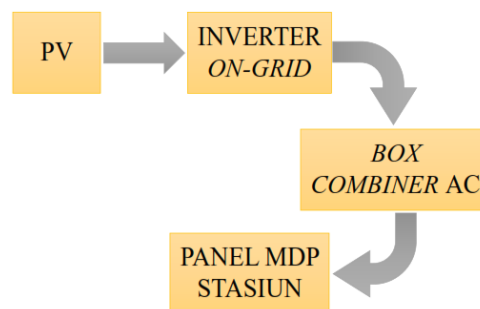 PV
INVERTER
ON-GRID
BOX
COMBINER AC
PANEL MDP
STASIUN